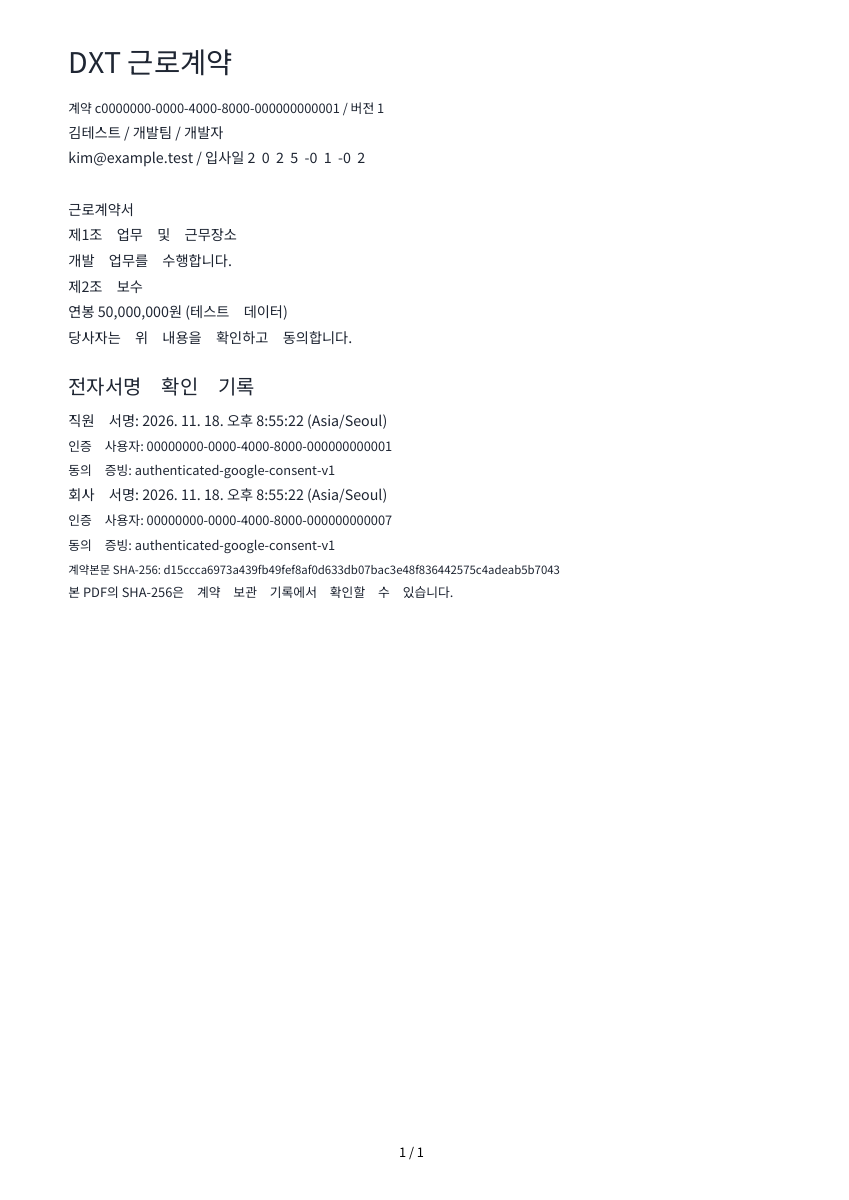 DXT 근로계약
계약 c0000000-0000-4000-8000-000000000001 / 버전 1
김테스트 / 개발팀 / 개발자
kim@example.test / 입사일 2025-01-02
근로계약서
제1조 업무 및 근무장소
개발 업무를 수행합니다.
제2조 보수
연봉 50,000,000원 (테스트 데이터)
당사자는 위 내용을 확인하고 동의합니다.
전자서명 확인 기록
직원 서명: 2026. 11. 18. 오후 8:55:22 (Asia/Seoul)
인증 사용자: 00000000-0000-4000-8000-000000000001
동의 증빙: authenticated-google-consent-v1
회사 서명: 2026. 11. 18. 오후 8:55:22 (Asia/Seoul)
인증 사용자: 00000000-0000-4000-8000-000000000007
동의 증빙: authenticated-google-consent-v1
계약본문 SHA-256: d15ccca6973a439fb49fef8af0d633db07bac3e48f836442575c4adeab5b7043
본 PDF의 SHA-256은 계약 보관 기록에서 확인할 수 있습니다.
1 / 1